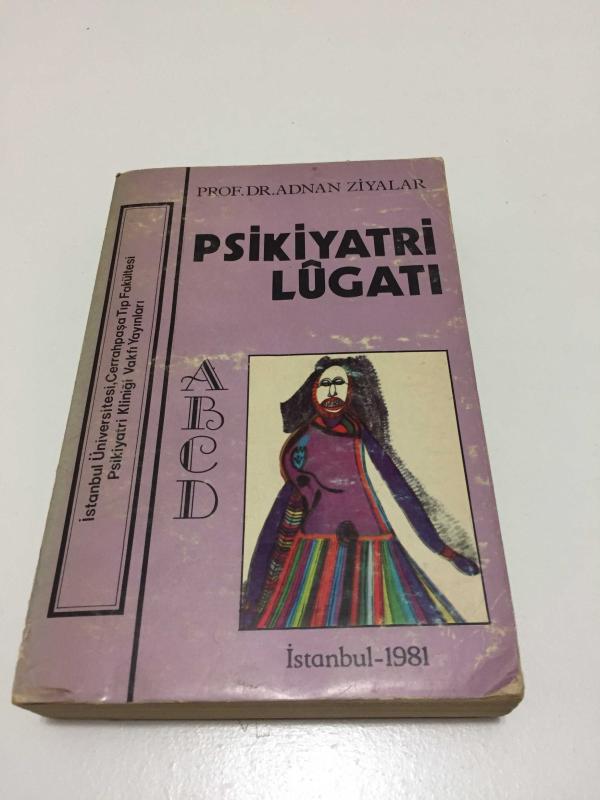 PROF.DR.ADNAN ZİYALAR
PSİKİYATRİ
LÛGATI
İstanbul Üniversitesi,Cerrahpaşa Tıp Fakültesi
Psikiyatri Kliniği Vakfı Yayınları
A
B
C
D
İstanbul-1981